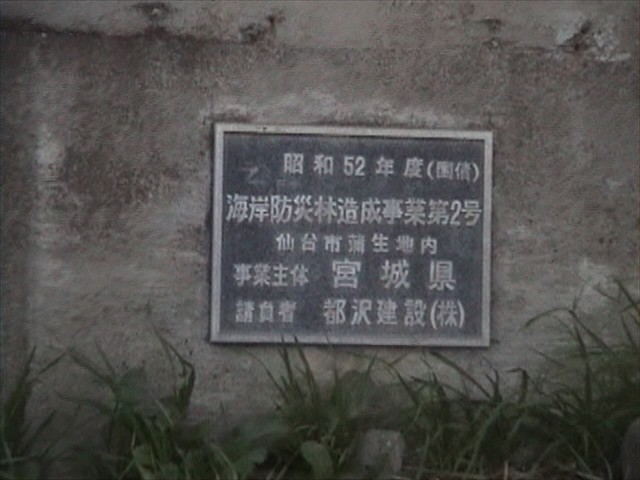 昭和52年度(国債)
海岸防災林造成事業第2号
仙台市蒲生地内
事業主体 宮城県
請負者 都沢建設(株)